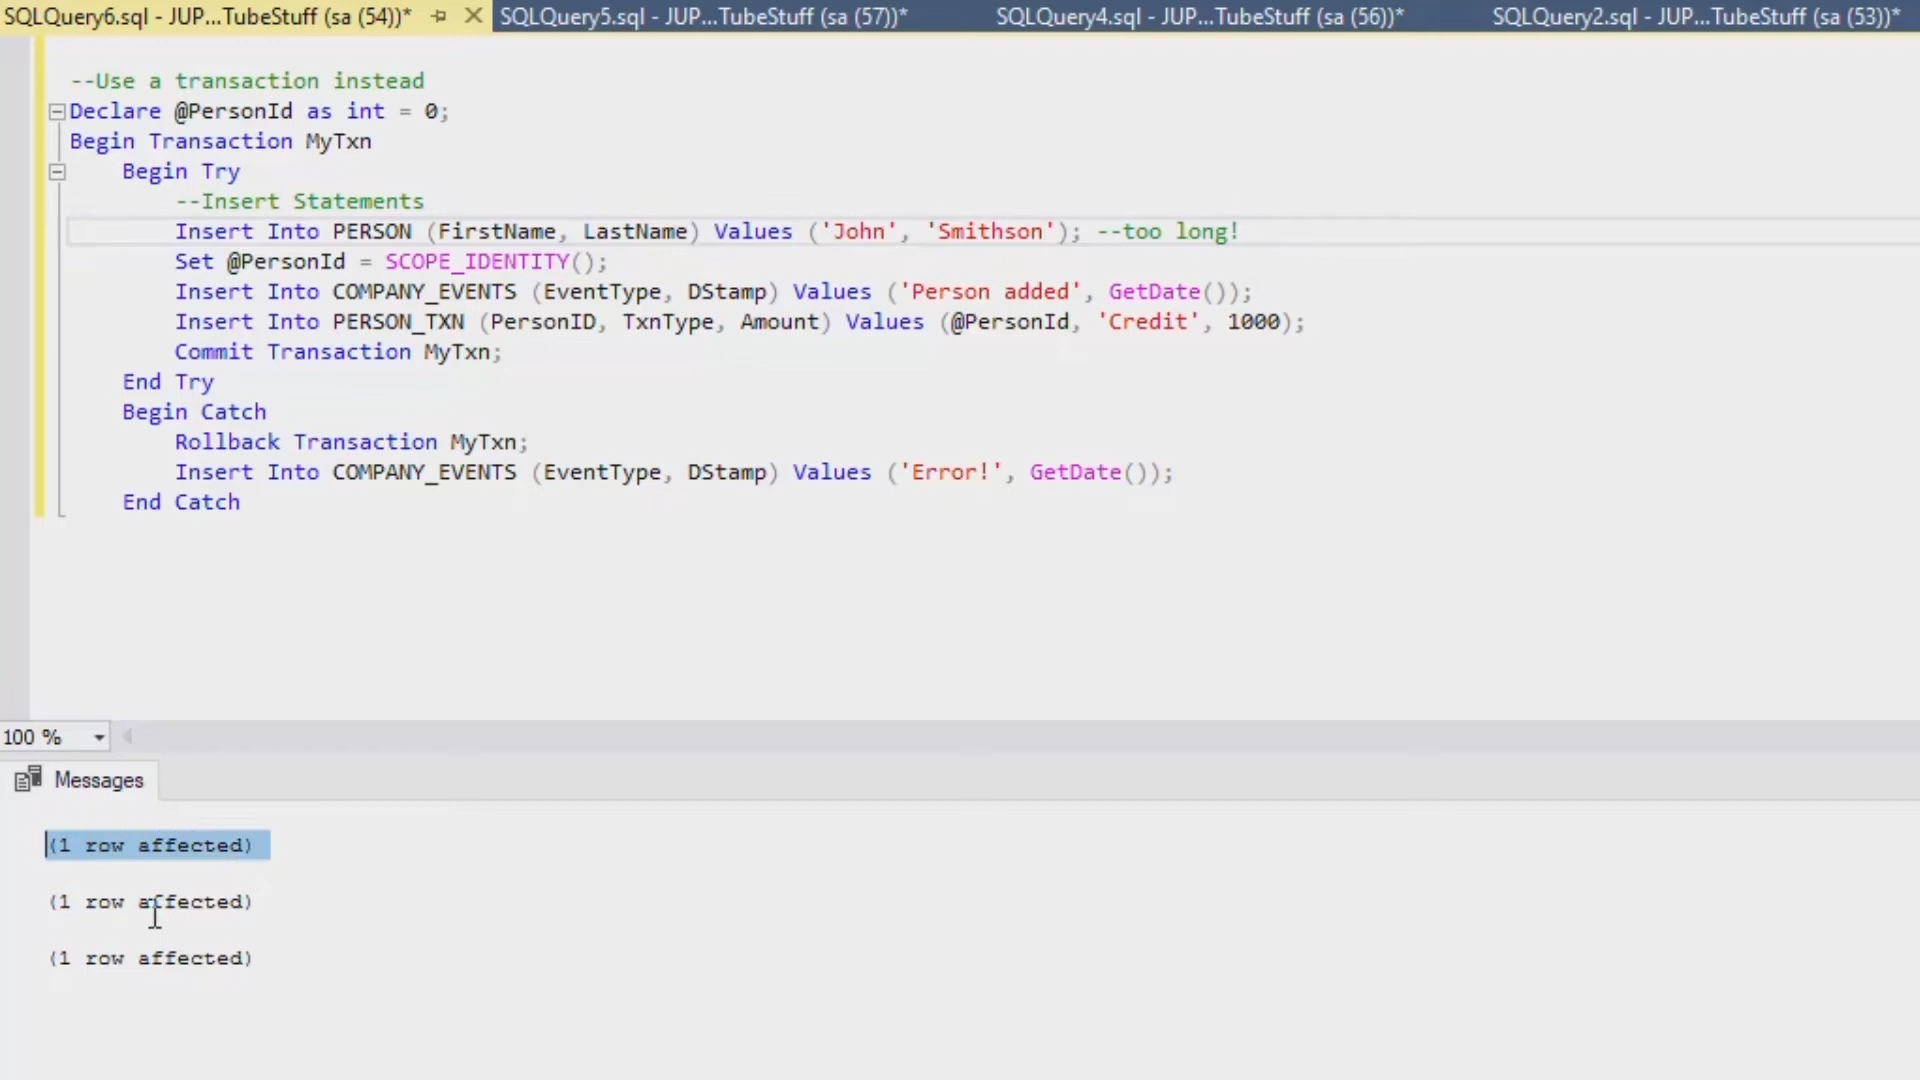 SQLQuery6.sql - JUP...TubeStuff (sa (54))* SQLQuery5.sql - JUP...TubeStuff (sa (57))* SQLQuery4.sql - JUP...TubeStuff (sa (56))* SQLQuery2.sql - JUP...TubeStuff (sa (53))*
--Use a transaction instead
Declare @PersonId as int = 0;
Begin Transaction MyTxn
Begin Try
--Insert Statements
Insert Into PERSON (FirstName, LastName) Values ('John', 'Smithson'); --too long!
Set @PersonId = SCOPE_IDENTITY();
Insert Into COMPANY_EVENTS (EventType, DStamp) Values ('Person added', GetDate());
Insert Into PERSON_TXN (PersonID, TxnType, Amount) Values (@PersonId, 'Credit', 1000);
Commit Transaction MyTxn;
End Try
Begin Catch
Rollback Transaction MyTxn;
Insert Into COMPANY_EVENTS (EventType, DStamp) Values ('Error!', GetDate());
End Catch
100 %
Messages
(1 row affected)
(1 row affected)
(1 row affected)